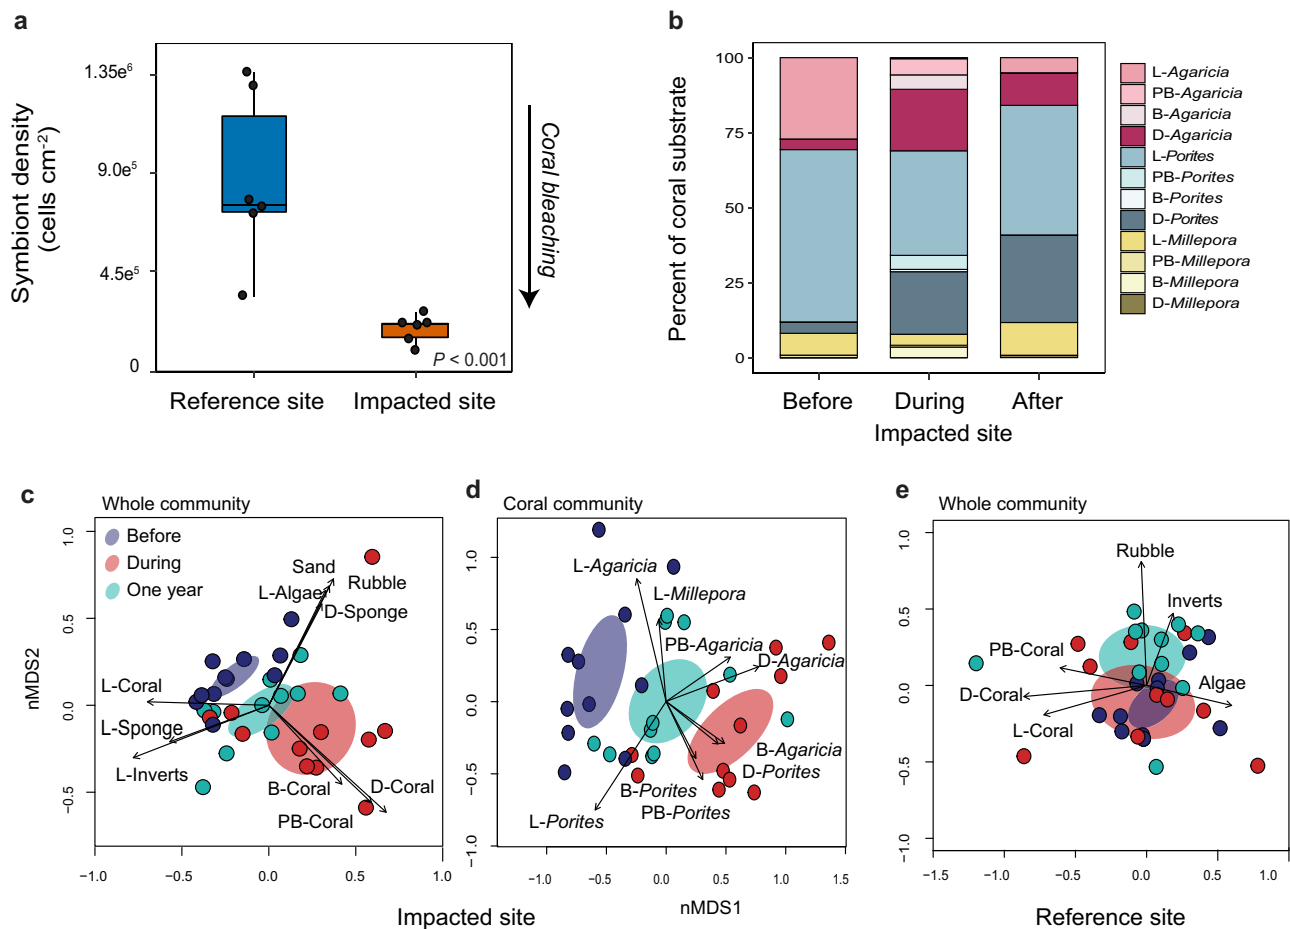 a
Symbiont density
(cells cm-2)
1.35e6
9.0e5
4.5e5
0
P < 0.001
Coral bleaching
Reference site
Impacted site
b
Percent of coral substrate
100
75
50
25
0
Before
During
After
Impacted site
L-Agaricia
PB-Agaricia
B-Agaricia
D-Agaricia
L-Porites
PB-Porites
B-Porites
D-Porites
L-Millepora
PB-Millepora
B-Millepora
D-Millepora
c
Whole community
Before
During
One year
nMDS2
1.0
0.5
0.0
−0.5
Sand
L-Algae
Rubble
D-Sponge
L-Coral
L-Sponge
L-Inverts
B-Coral
D-Coral
PB-Coral
−1.0
−0.5
0.0
0.5
1.0
d
Coral community
1.0
0.5
0.0
−0.5
−1.0
L-Agaricia
L-Millepora
PB-Agaricia
D-Agaricia
B-Agaricia
D-Porites
B-Porites
PB-Porites
L-Porites
−1.0
−0.5
0.0
0.5
1.0
1.5
nMDS1
Impacted site
e
Whole community
1.0
0.5
0.0
−0.5
−1.0
Rubble
Inverts
PB-Coral
D-Coral
L-Coral
Algae
−1.5
−1.0
−0.5
0.0
0.5
1.0
Reference site